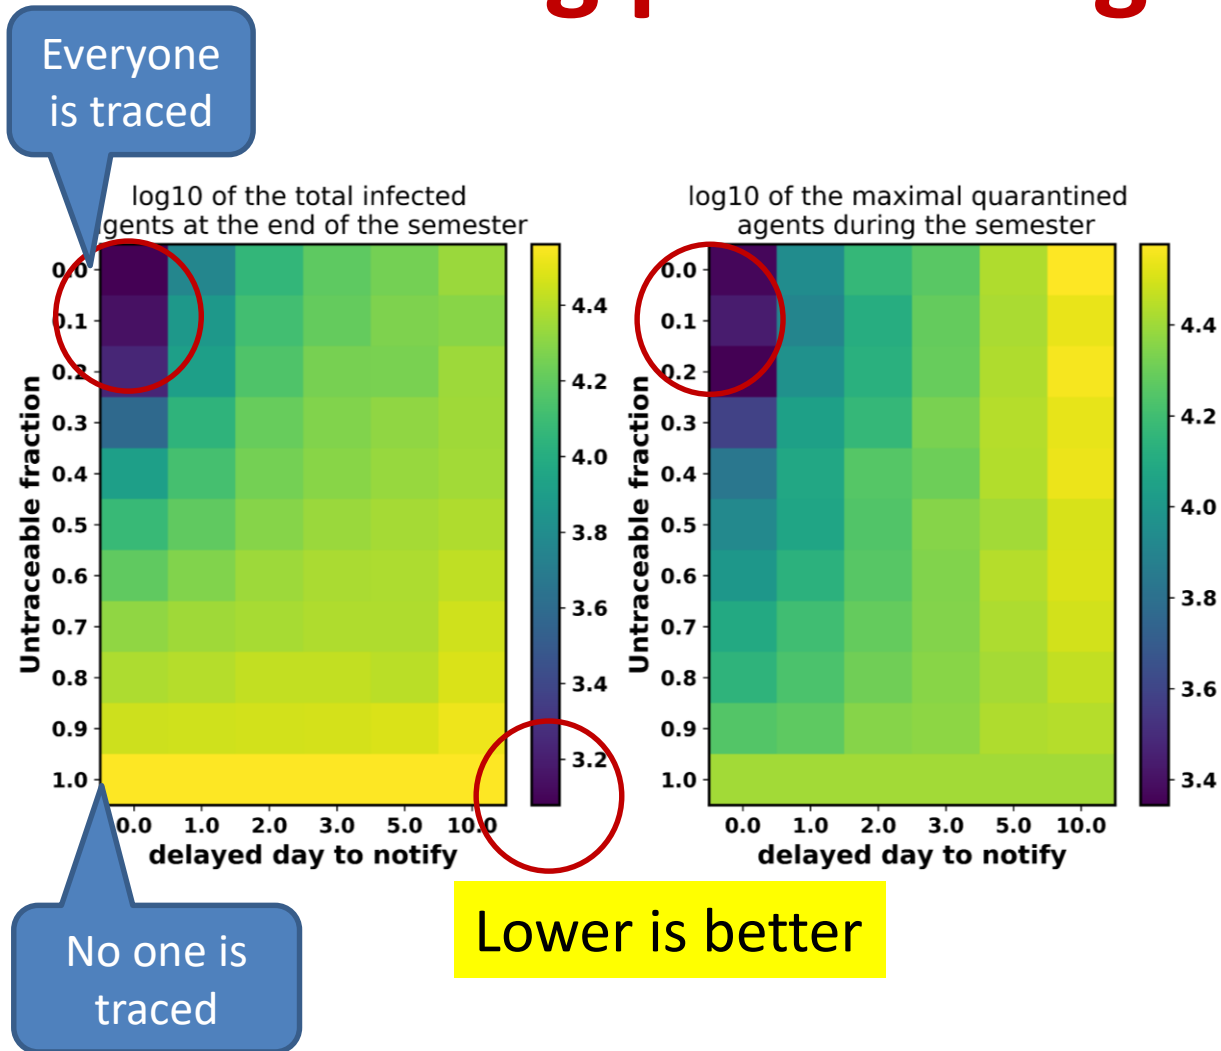 Everyone
is traced
log10 of the total infected
agents at the end of the semester
0.0
0.1
0.2
0.3
0.4
0.5
0.6
0.7
0.8
0.9
1.0
Untraceable fraction
0.0 1.0 2.0 3.0 5.0 10.0
delayed day to notify
4.4
4.2
4.0
3.8
3.6
3.4
3.2
log10 of the maximal quarantined
agents during the semester
0.0
0.1
0.2
0.3
0.4
0.5
0.6
0.7
0.8
0.9
1.0
Untraceable fraction
0.0 1.0 2.0 3.0 5.0 10.0
delayed day to notify
4.4
4.2
4.0
3.8
3.6
3.4
No one is
traced
Lower is better